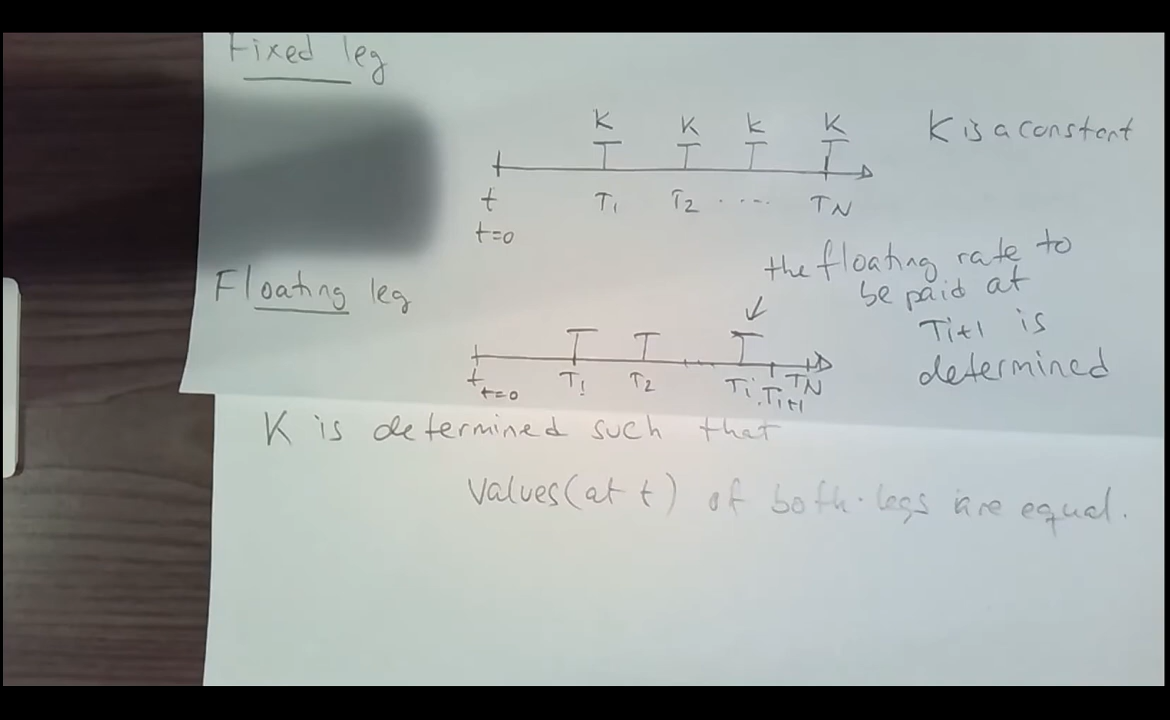 Fixed leg
K K K K
K is a constant
t T1 T2 .... TN
t=0
the floating rate to
be paid at
Ti+1 is
determined
Floating leg
t T1 T2 Ti Ti+1 TN
t=0
K is determined such that
values (at t) of both legs are equal.